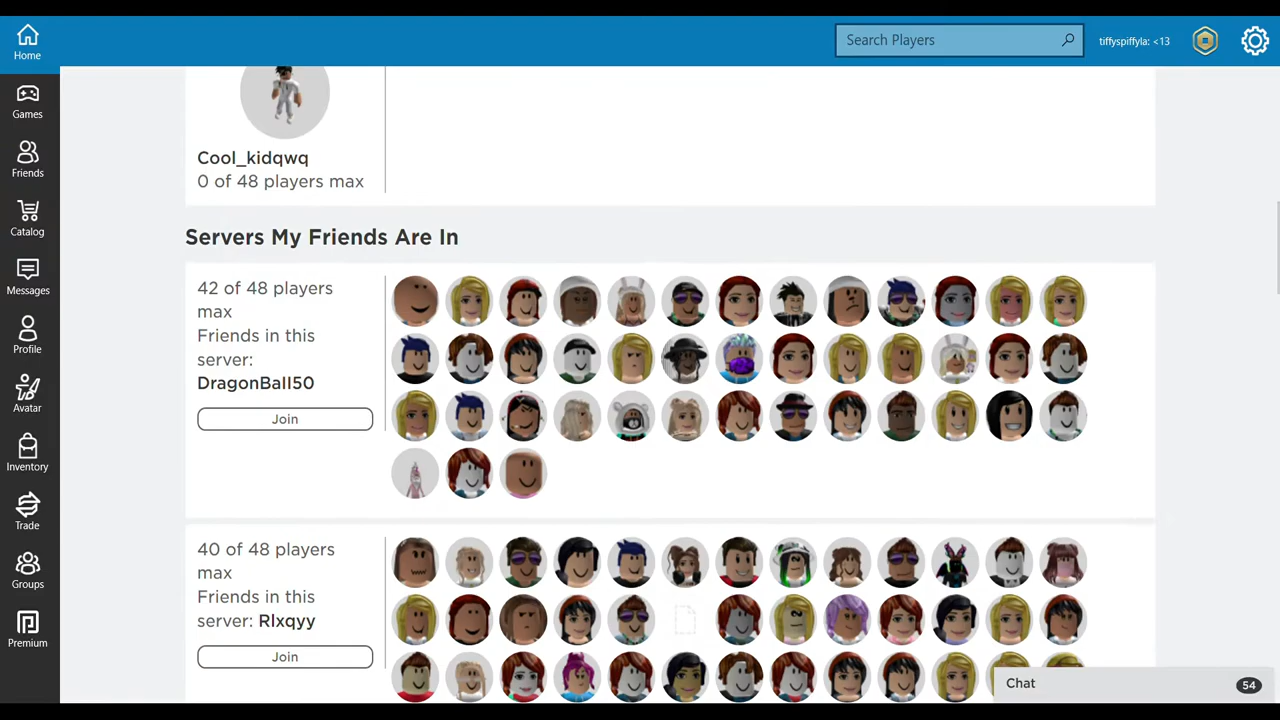 Home
Search Players
tiffyspiffyla: <13
Games
Friends
Catalog
Messages
Profile
Avatar
Inventory
Trade
Groups
Premium
Cool_kidqwq
0 of 48 players max
Servers My Friends Are In
42 of 48 players
max
Friends in this
server:
DragonBall50
Join
40 of 48 players
max
Friends in this
server: Rlxqyy
Join
Chat
54